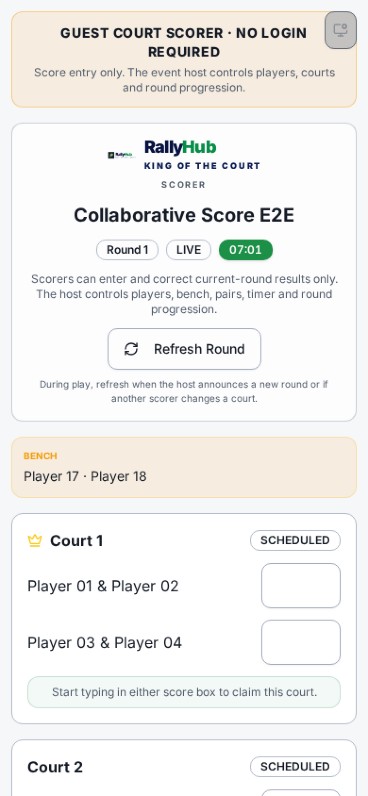 GUEST COURT SCORER · NO LOGIN
REQUIRED
Score entry only. The event host controls players, courts
and round progression.
RallyHub
RallyHub
KING OF THE COURT
SCORER
Collaborative Score E2E
Round 1
LIVE
07:01
Scorers can enter and correct current-round results only.
The host controls players, bench, pairs, timer and round
progression.
Refresh Round
During play, refresh when the host announces a new round or if
another scorer changes a court.
BENCH
Player 17 · Player 18
Court 1
SCHEDULED
Player 01 & Player 02
Player 03 & Player 04
Start typing in either score box to claim this court.
Court 2
SCHEDULED